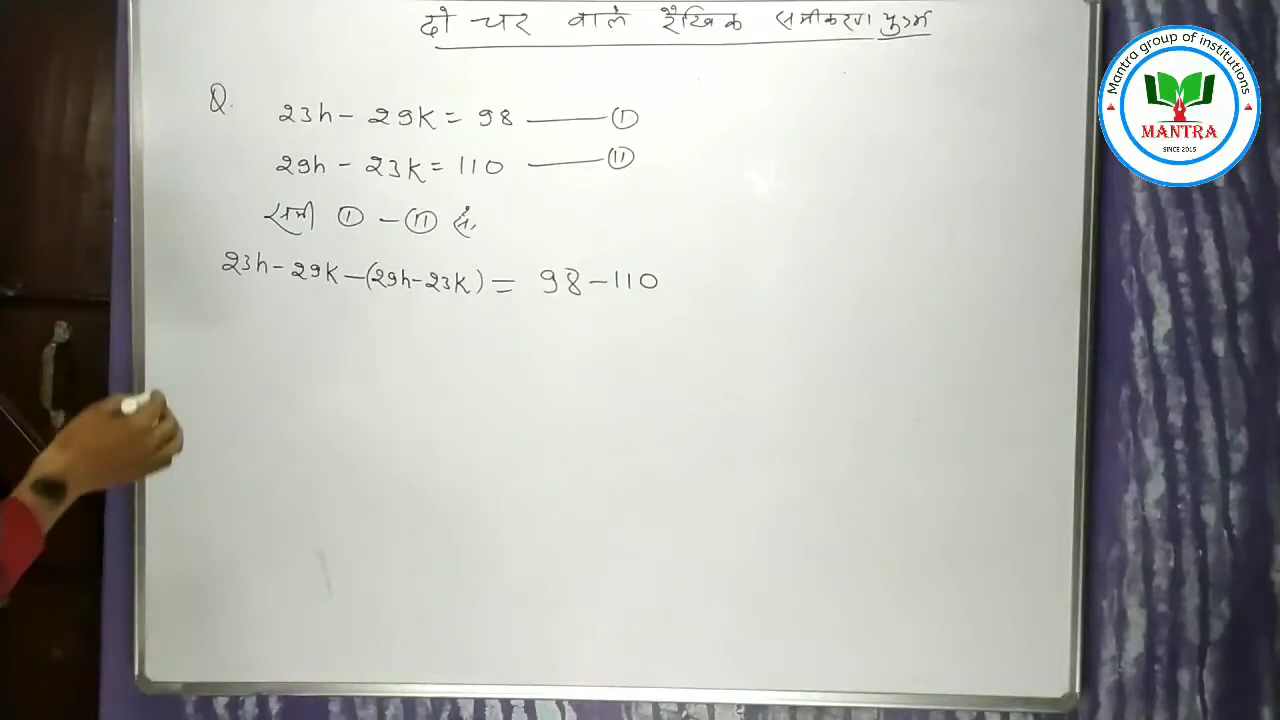 दो चर वाले रैखिक समीकरण युग्म
Q. 23h - 29k = 98 —— (I)
29h - 23k = 110 —— (II)
समी (I) - (II) से,
23h - 29k - (29h - 23k) = 98 - 110
Mantra group of institutions
MANTRA
SINCE 2015